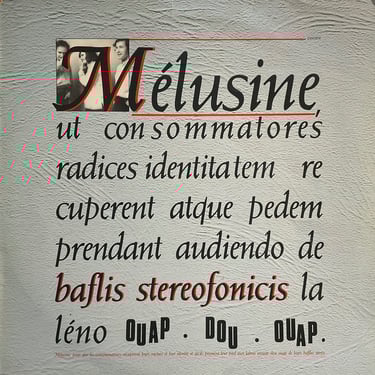 Mélusine,
ut consommatores
radices identitatem re
cuperent atque pedem
prendant audiendo de
baflis stereofonicis la
léno OUAP . DOU . OUAP.